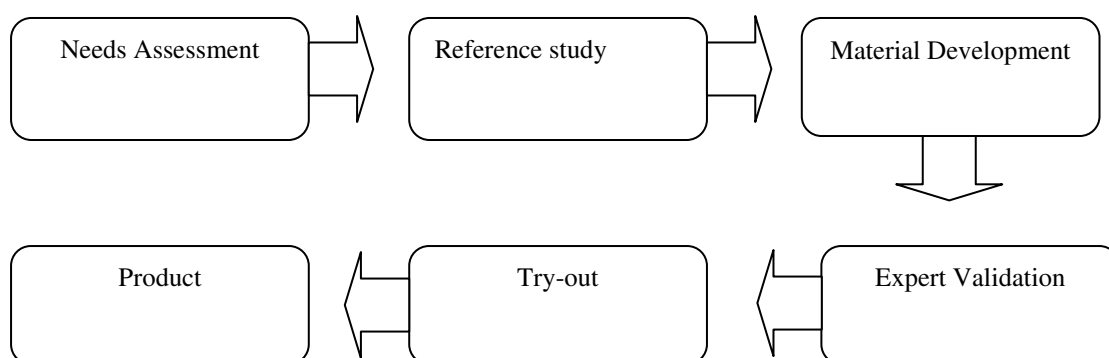 Needs Assessment
Reference study
Material Development
Product
Try-out
Expert Validation